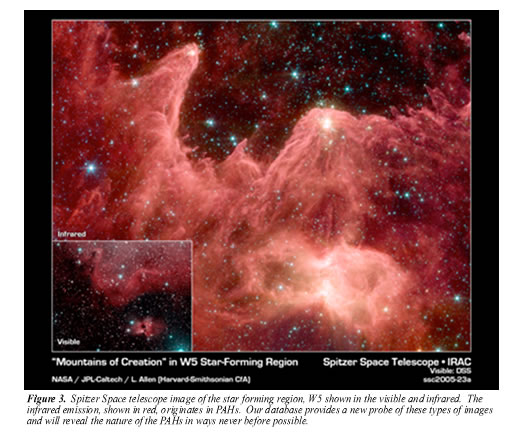 Infrared
Visible
"Mountains of Creation" in W5 Star-Forming Region
Spitzer Space Telescope • IRAC
Visible: DSS
NASA / JPL-Caltech / L. Allen [Harvard-Smithsonian CfA]
ssc2005-23a
Figure 3. Spitzer Space telescope image of the star forming region, W5 shown in the visible and infrared. The
infrared emission, shown in red, originates in PAHs. Our database provides a new probe of these types of images
and will reveal the nature of the PAHs in ways never before possible.